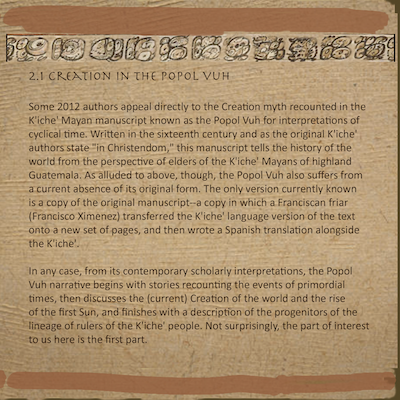 2.1 CREATION IN THE POPOL VUH
Some 2012 authors appeal directly to the Creation myth recounted in the
K'iche' Mayan manuscript known as the Popol Vuh for interpretations of
cyclical time. Written in the sixteenth century and as the original K'iche'
authors state "in Christendom," this manuscript tells the history of the
world from the perspective of elders of the K'iche' Mayans of highland
Guatemala. As alluded to above, though, the Popol Vuh also suffers from
a current absence of its original form. The only version currently known
is a copy of the original manuscript--a copy in which a Franciscan friar
(Francisco Ximenez) transferred the K'iche' language version of the text
onto a new set of pages, and then wrote a Spanish translation alongside
the K'iche'.
In any case, from its contemporary scholarly interpretations, the Popol
Vuh narrative begins with stories recounting the events of primordial
times, then discusses the (current) Creation of the world and the rise
of the first Sun, and finishes with a description of the progenitors of the
lineage of rulers of the K'iche' people. Not surprisingly, the part of interest
to us here is the first part.